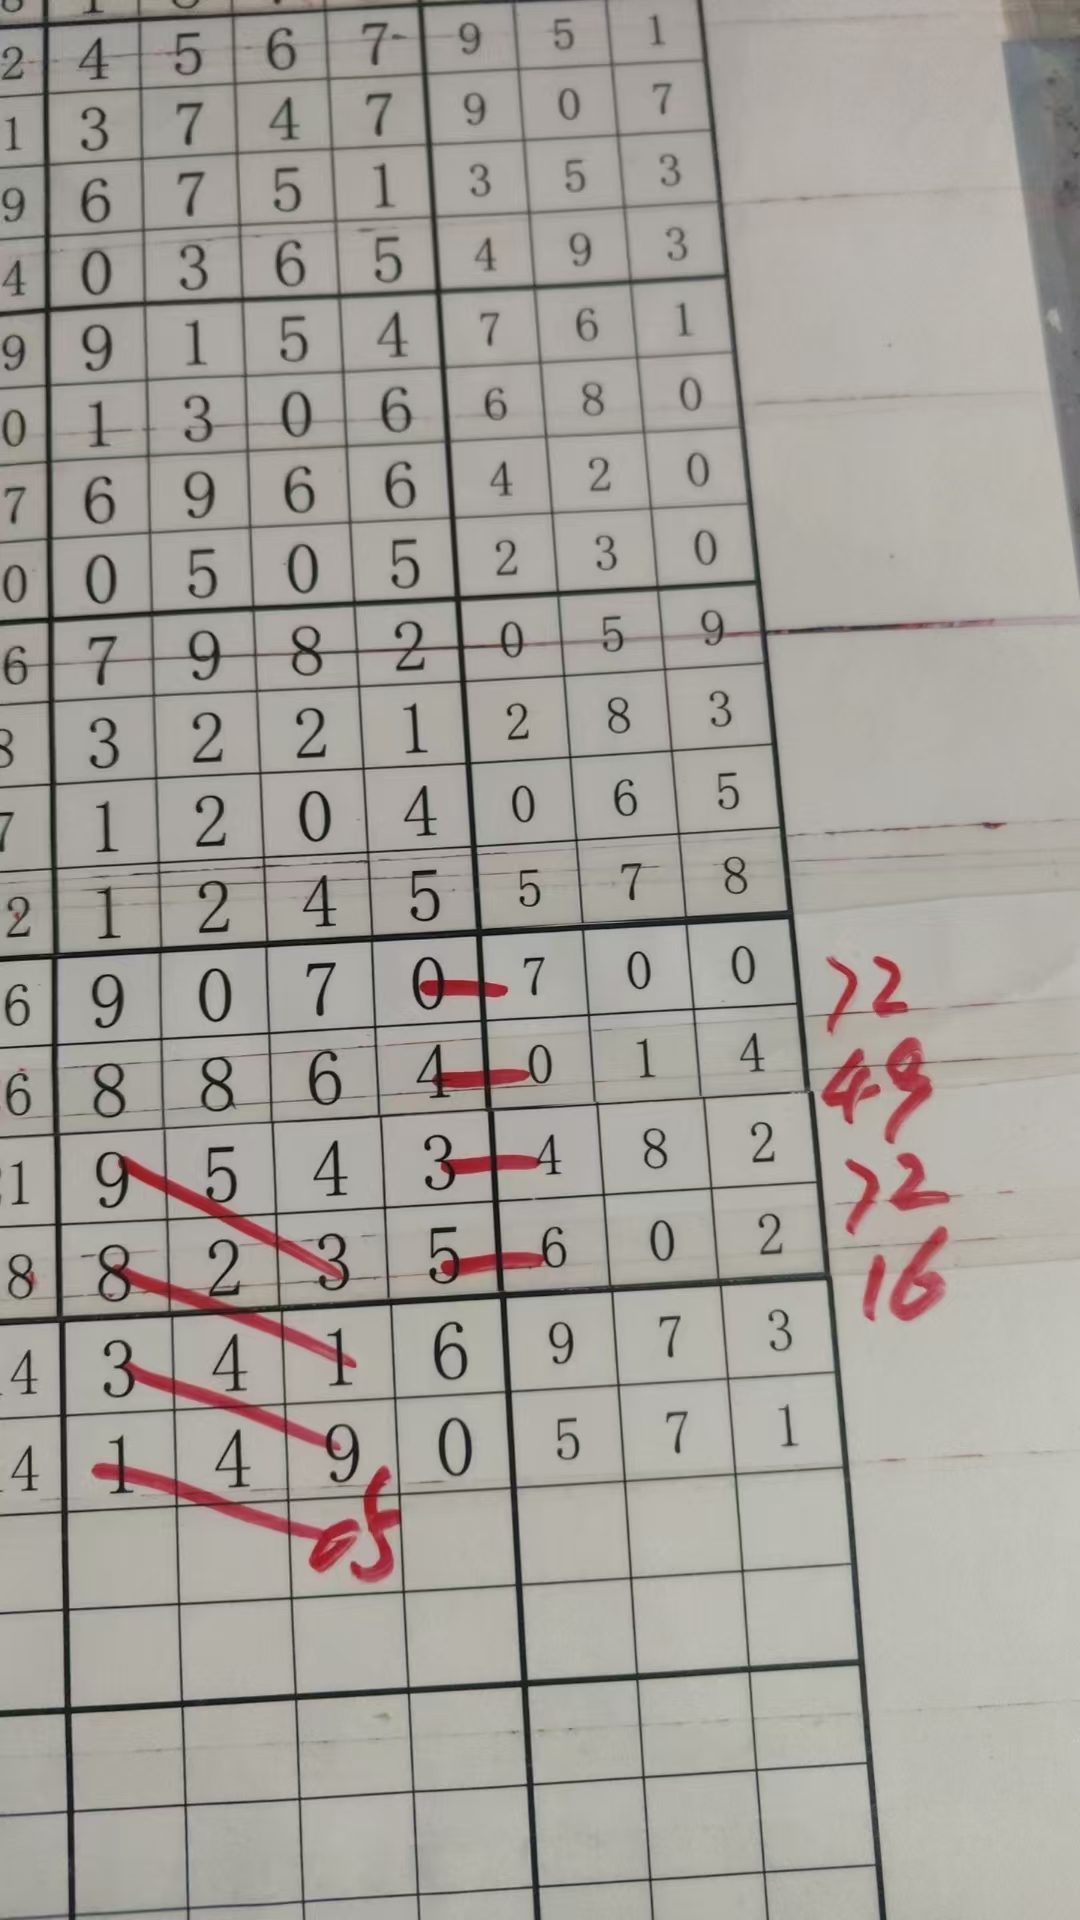 2 4 5 6 7 9 5 1
1 3 7 4 7 9 0 7
9 6 7 5 1 3 5 3
4 0 3 6 5 4 9 3
9 9 1 5 4 7 6 1
0 1 3 0 6 6 8 0
7 6 9 6 6 4 2 0
0 0 5 0 5 2 3 0
6 7 9 8 2 0 5 9
8 3 2 2 1 2 8 3
7 1 2 0 4 0 6 5
2 1 2 4 5 5 7 8
6 9 0 7 0 7 0 0 72
6 8 8 6 4 0 1 4 49
1 9 5 4 3 4 8 2 72
8 8 2 3 5 6 0 2 16
4 3 4 1 6 9 7 3
4 1 4 9 0 5 7 1
05